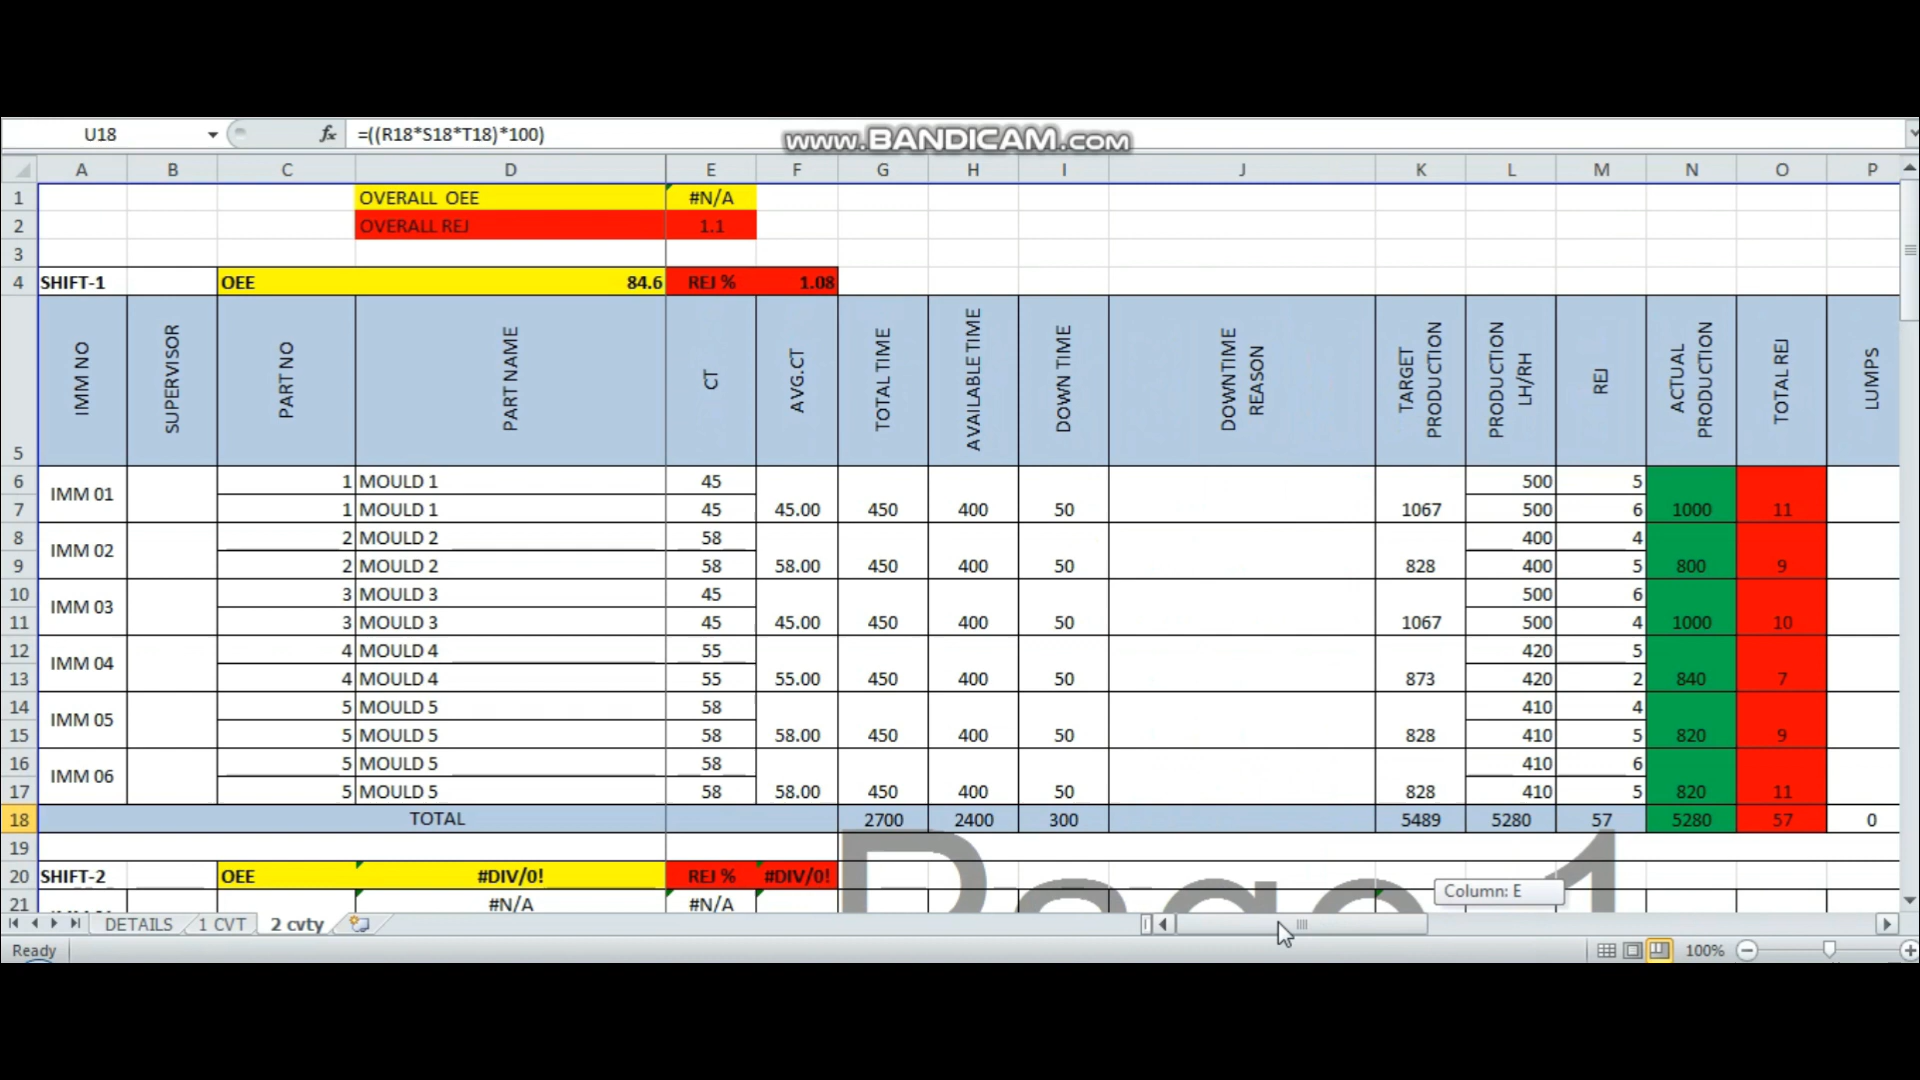 U18 fx =((R18*S18*T18)*100)
www.BANDICAM.com
A B C D E F G H I J K L M N O P
1 OVERALL OEE #N/A
2 OVERALL REJ 1.1
3
4 SHIFT-1 OEE 84.6 REJ % 1.08
5 IMM NO SUPERVISOR PART NO PART NAME CT AVG.CT TOTAL TIME AVAILABLE TIME DOWN TIME DOWNTIME REASON TARGET PRODUCTION PRODUCTION LH/RH REJ ACTUAL PRODUCTION TOTAL REJ LUMPS
6 IMM 01 1 MOULD 1 45 500 5
7 1 MOULD 1 45 45.00 450 400 50 1067 500 6 1000 11
8 IMM 02 2 MOULD 2 58 400 4
9 2 MOULD 2 58 58.00 450 400 50 828 400 5 800 9
10 IMM 03 3 MOULD 3 45 500 6
11 3 MOULD 3 45 45.00 450 400 50 1067 500 4 1000 10
12 IMM 04 4 MOULD 4 55 420 5
13 4 MOULD 4 55 55.00 450 400 50 873 420 2 840 7
14 IMM 05 5 MOULD 5 58 410 4
15 5 MOULD 5 58 58.00 450 400 50 828 410 5 820 9
16 IMM 06 5 MOULD 5 58 410 6
17 5 MOULD 5 58 58.00 450 400 50 828 410 5 820 11
18 TOTAL 2700 2400 300 5489 5280 57 5280 57 0
19
20 SHIFT-2 OEE #DIV/0! REJ % #DIV/0!
Page 1
Column: E
21 #N/A #N/A
DETAILS 1 CVT 2 cvty
Ready 100%